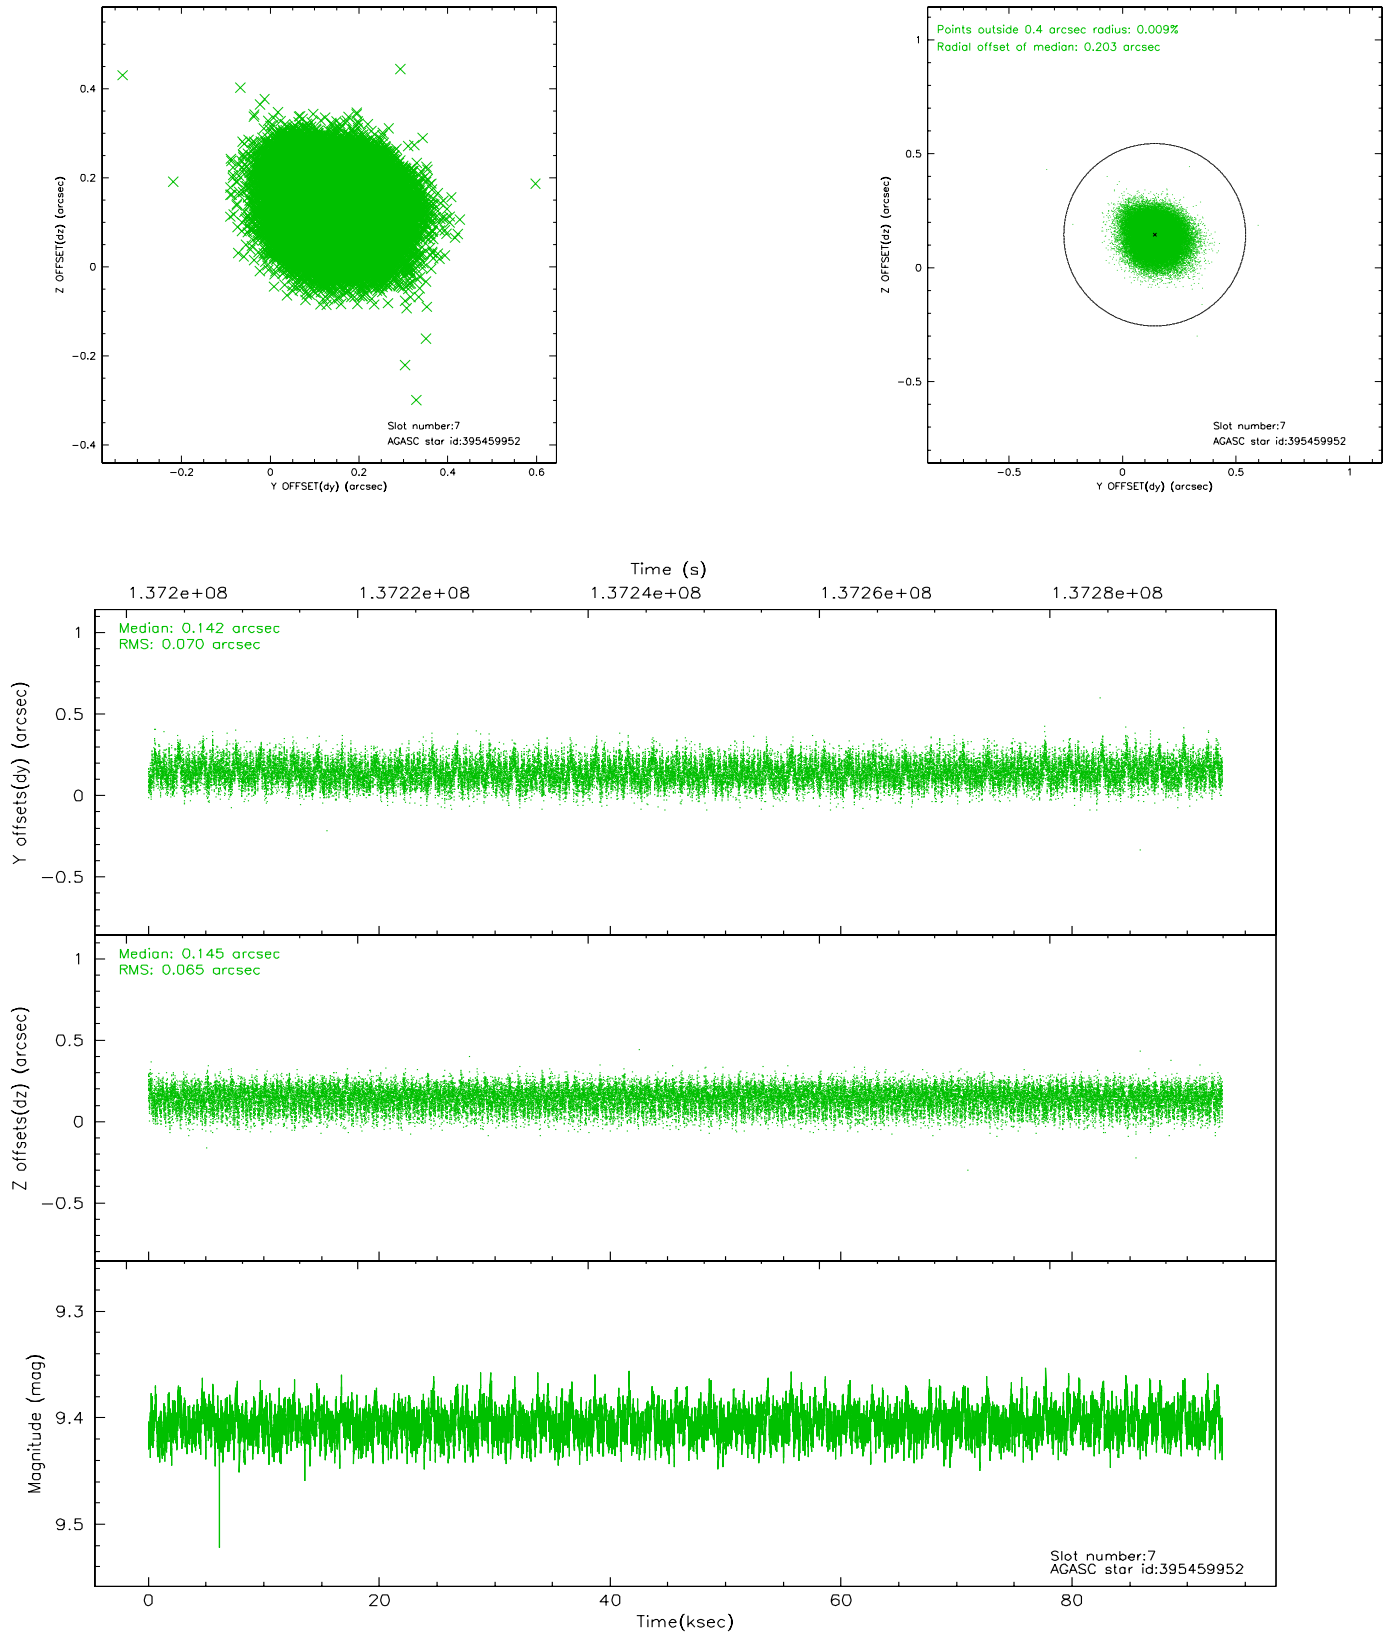 0.4
0.2
0
−0.2
−0.4
Z OFFSET(dz) (arcsec)
Slot number:7
AGASC star id:395459952
−0.2
0
0.2
0.4
0.6
Y OFFSET(dy) (arcsec)
Points outside 0.4 arcsec radius: 0.009%
Radial offset of median: 0.203 arcsec
1
0.5
0
−0.5
Z OFFSET(dz) (arcsec)
Slot number:7
AGASC star id:395459952
−0.5
0
0.5
1
Y OFFSET(dy) (arcsec)
Time (s)
1.372e+08
1.3722e+08
1.3724e+08
1.3726e+08
1.3728e+08
Median: 0.142 arcsec
RMS: 0.070 arcsec
1
0.5
0
−0.5
Y offsets(dy) (arcsec)
Median: 0.145 arcsec
RMS: 0.065 arcsec
1
0.5
0
−0.5
Z offsets(dz) (arcsec)
9.3
9.4
9.5
Magnitude (mag)
Slot number:7
AGASC star id:395459952
0
20
40
60
80
Time(ksec)